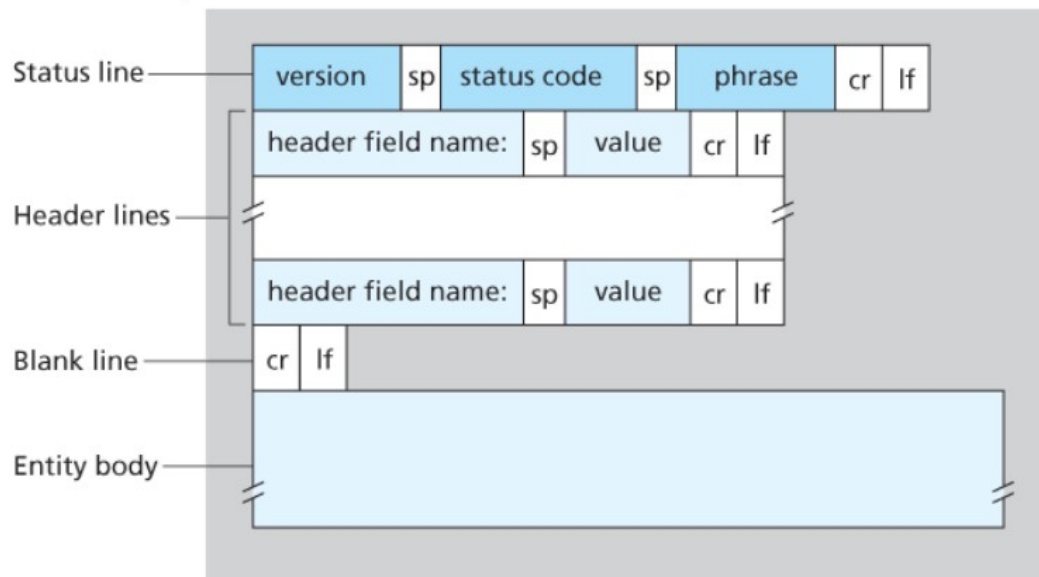 Status line version sp status code sp phrase cr lf
header field name: sp value cr lf
Header lines
header field name: sp value cr lf
Blank line cr lf
Entity body